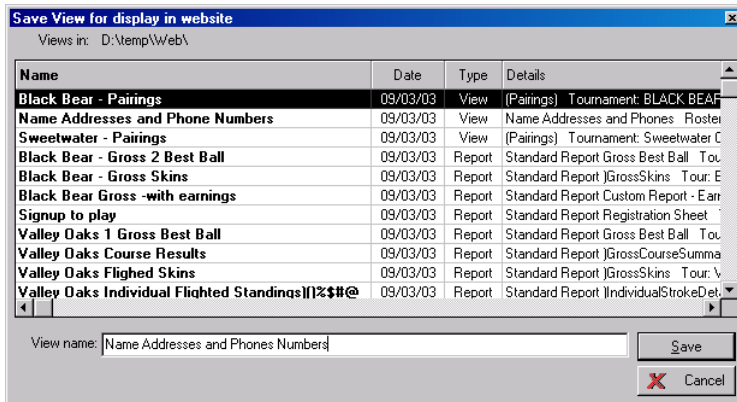 Save View for display in website
Views in: D:\temp\Web\
Name Date Type Details
Black Bear - Pairings 09/03/03 View (Pairings) Tournament: BLACK BEAR
Name Addresses and Phone Numbers 09/03/03 View Name Addresses and Phones Roster
Sweetwater - Pairings 09/03/03 View (Pairings) Tournament: Sweetwater C
Black Bear - Gross 2 Best Ball 09/03/03 Report Standard Report Gross Best Ball Tou
Black Bear - Gross Skins 09/03/03 Report Standard Report )GrossSkins Tour: B
Black Bear Gross -with earnings 09/03/03 Report Standard Report Custom Report - Earn
Signup to play 09/03/03 Report Standard Report Registration Sheet
Valley Oaks 1 Gross Best Ball 09/03/03 Report Standard Report Gross Best Ball Tou
Valley Oaks Course Results 09/03/03 Report Standard Report )GrossCourseSumma
Valley Oaks Flighed Skins 09/03/03 Report Standard Report )GrossSkins Tour: V
Valley Oaks Individual Flighted Standings)()%$#@ 09/03/03 Report Standard Report )IndividualStrokeDeta
View name: Name Addresses and Phones Numbers
Save
Cancel